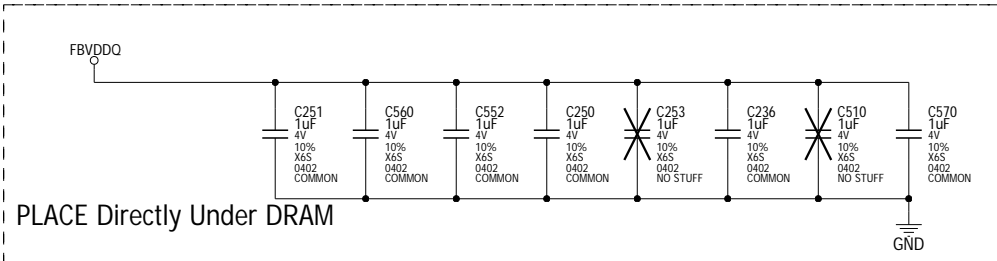 FBVDDQ
C251
1uF
4V
10%
X6S
0402
COMMON
C560
1uF
4V
10%
X6S
0402
COMMON
C552
1uF
4V
10%
X6S
0402
COMMON
C250
1uF
4V
10%
X6S
0402
COMMON
C253
1uF
4V
10%
X6S
0402
NO STUFF
C236
1uF
4V
10%
X6S
0402
COMMON
C510
1uF
4V
10%
X6S
0402
NO STUFF
C570
1uF
4V
10%
X6S
0402
COMMON
PLACE Directly Under DRAM
GND